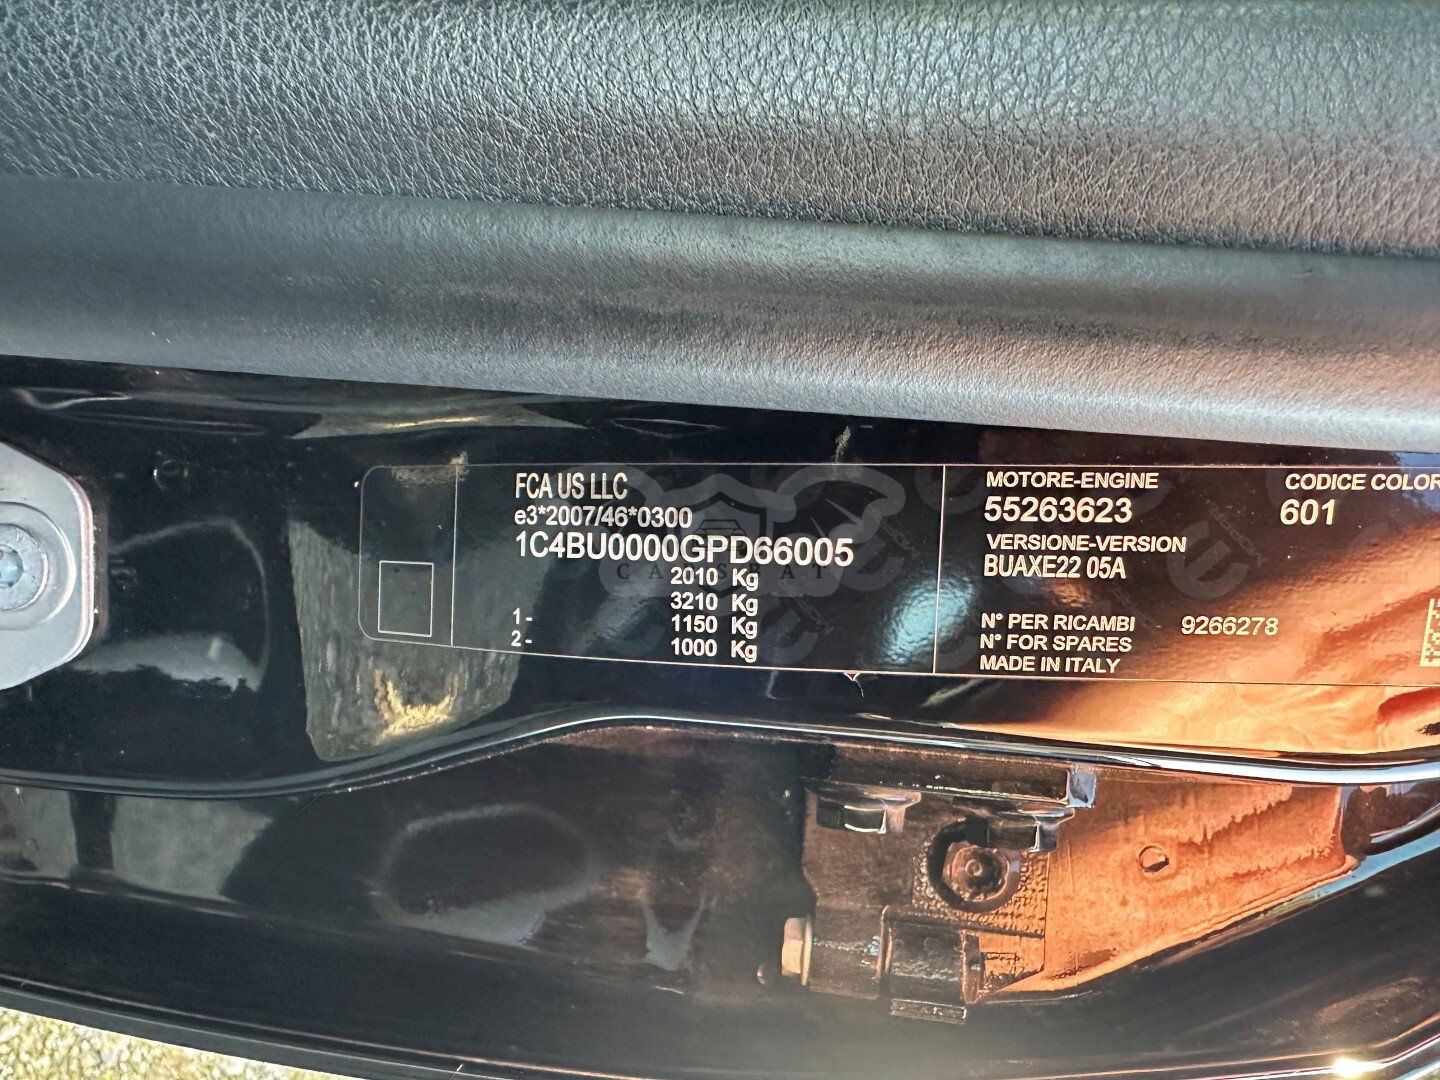 FCA US LLC
e3*2007/46*0300
1C4BU0000GPD66005
2010 Kg
3210 Kg
1- 1150 Kg
2- 1000 Kg
MOTORE-ENGINE
55263623
VERSIONE-VERSION
BUAXE22 05A
N° PER RICAMBI 9266278
N° FOR SPARES
MADE IN ITALY
CODICE COLOR
601